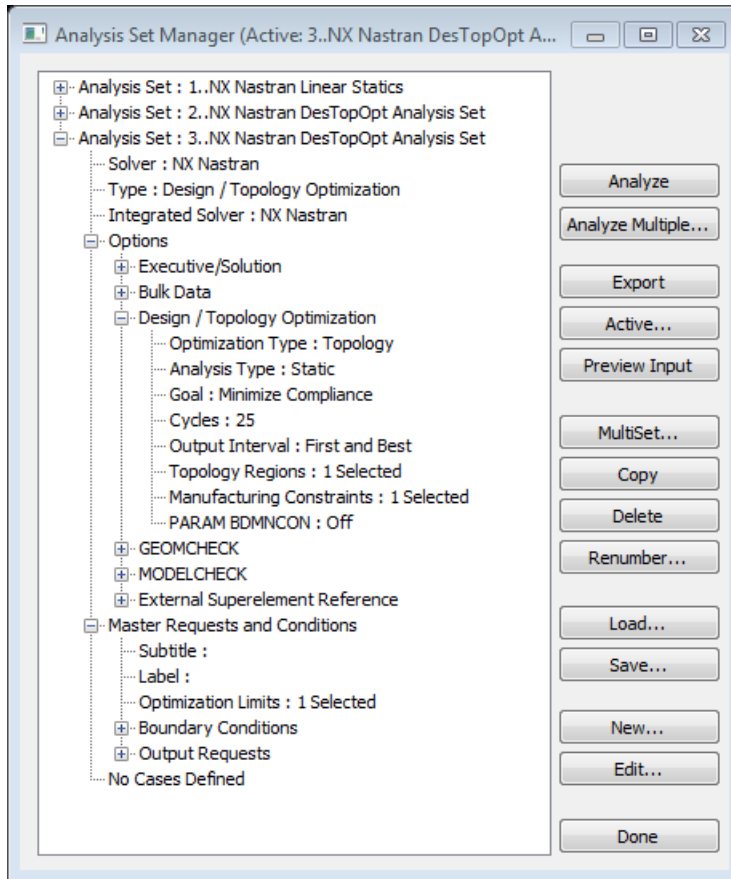 Analysis Set Manager (Active: 3..NX Nastran DesTopOpt A...
Analysis Set : 1..NX Nastran Linear Statics
Analysis Set : 2..NX Nastran DesTopOpt Analysis Set
Analysis Set : 3..NX Nastran DesTopOpt Analysis Set
Solver : NX Nastran
Type : Design / Topology Optimization
Integrated Solver : NX Nastran
Options
Executive/Solution
Bulk Data
Design / Topology Optimization
Optimization Type : Topology
Analysis Type : Static
Goal : Minimize Compliance
Cycles : 25
Output Interval : First and Best
Topology Regions : 1 Selected
Manufacturing Constraints : 1 Selected
PARAM BDMNCON : Off
GEOMCHECK
MODELCHECK
External Superelement Reference
Master Requests and Conditions
Subtitle :
Label :
Optimization Limits : 1 Selected
Boundary Conditions
Output Requests
No Cases Defined
Analyze
Analyze Multiple...
Export
Active...
Preview Input
MultiSet...
Copy
Delete
Renumber...
Load...
Save...
New...
Edit...
Done